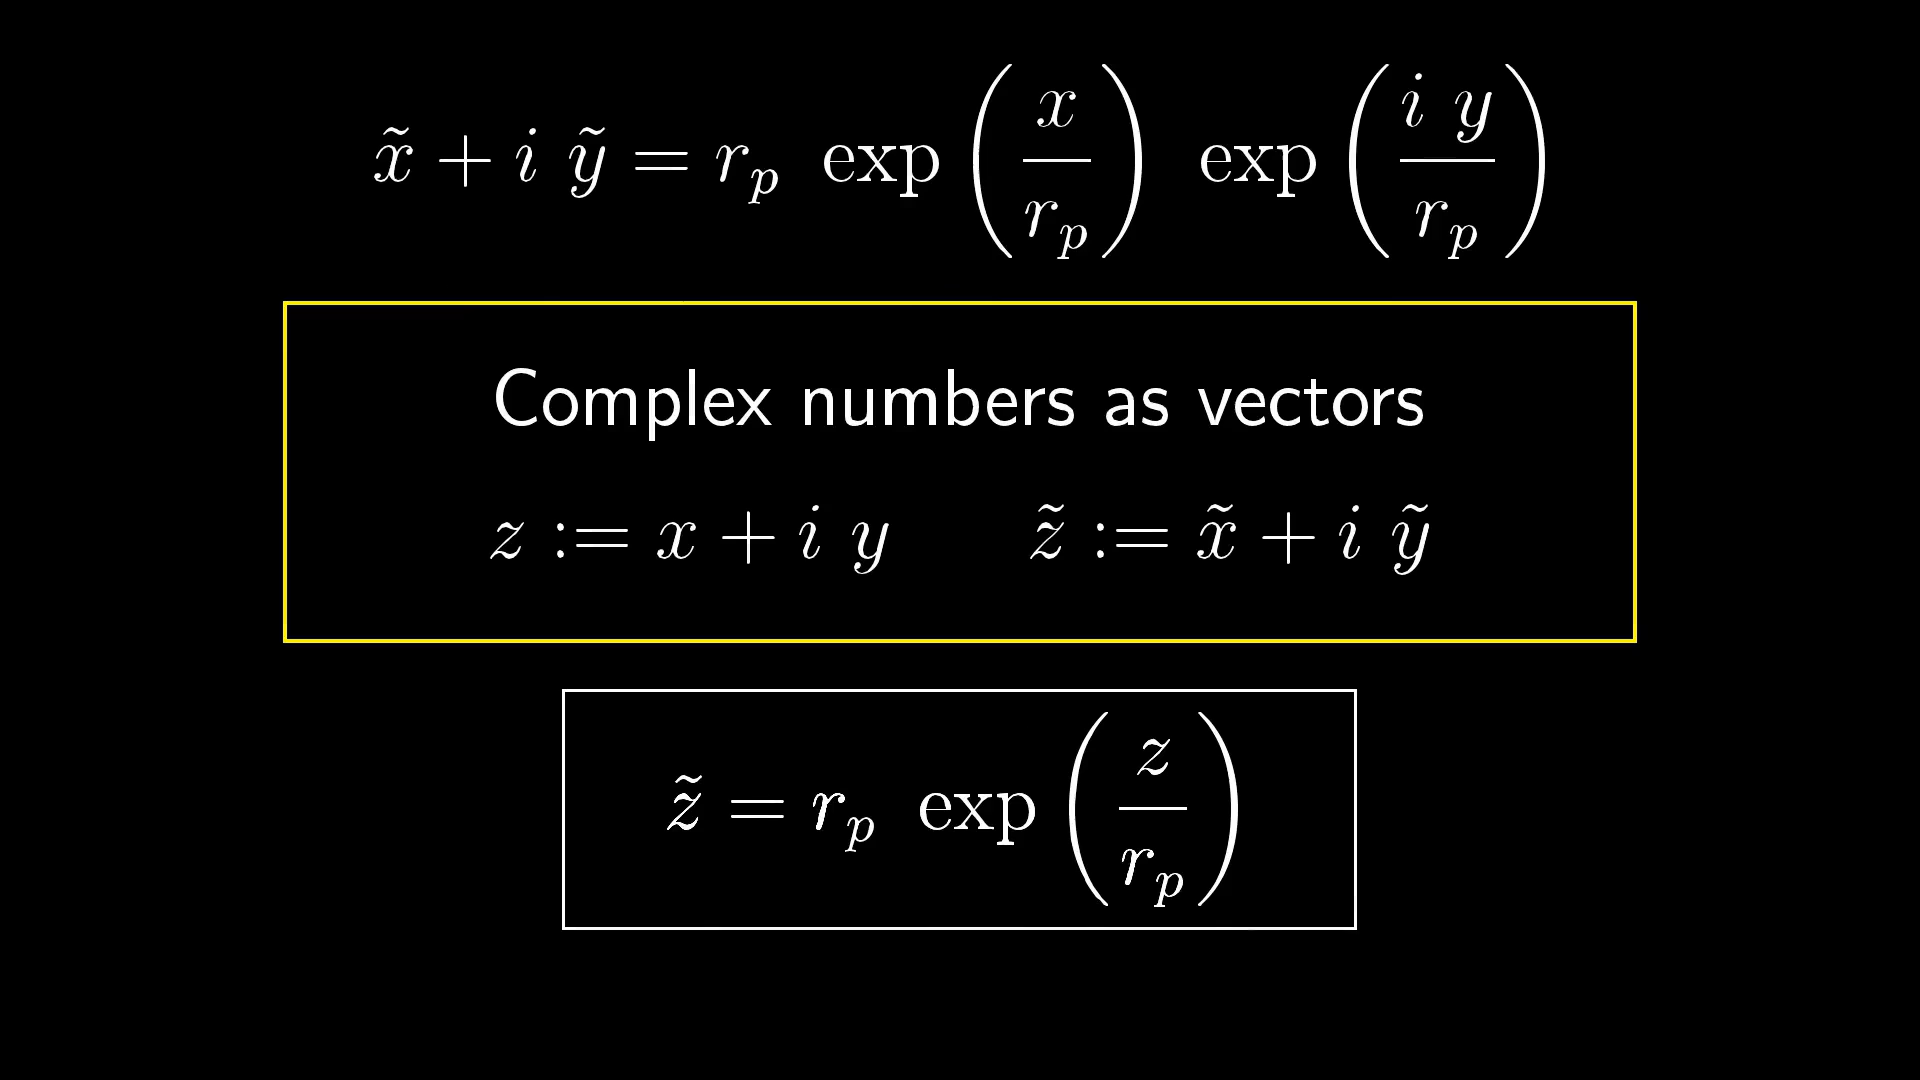 x̃ + i ỹ = r_p exp(x/r_p) exp(i y/r_p)
Complex numbers as vectors
z := x + i y    z̃ := x̃ + i ỹ
z̃ = r_p exp(z/r_p)